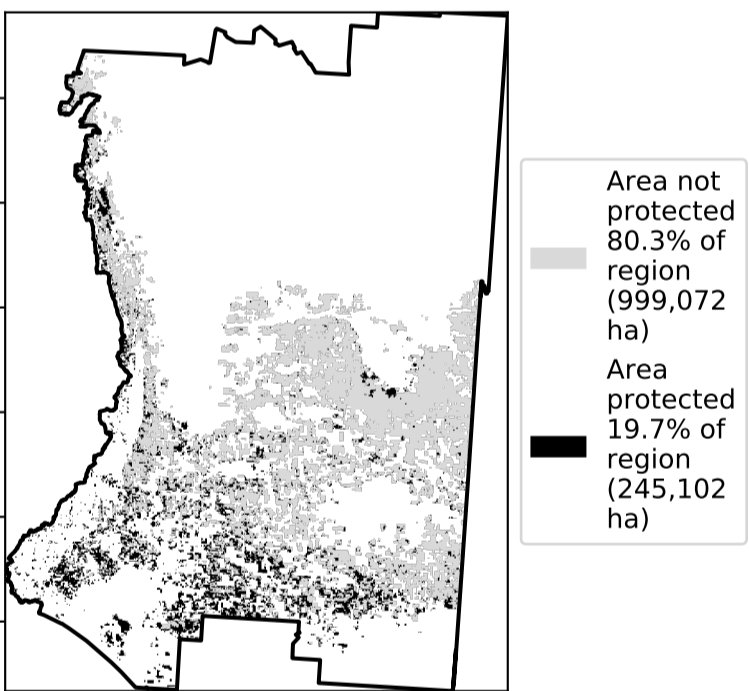 Area not
protected
80.3% of
region
(999,072
ha)
Area
protected
19.7% of
region
(245,102
ha)